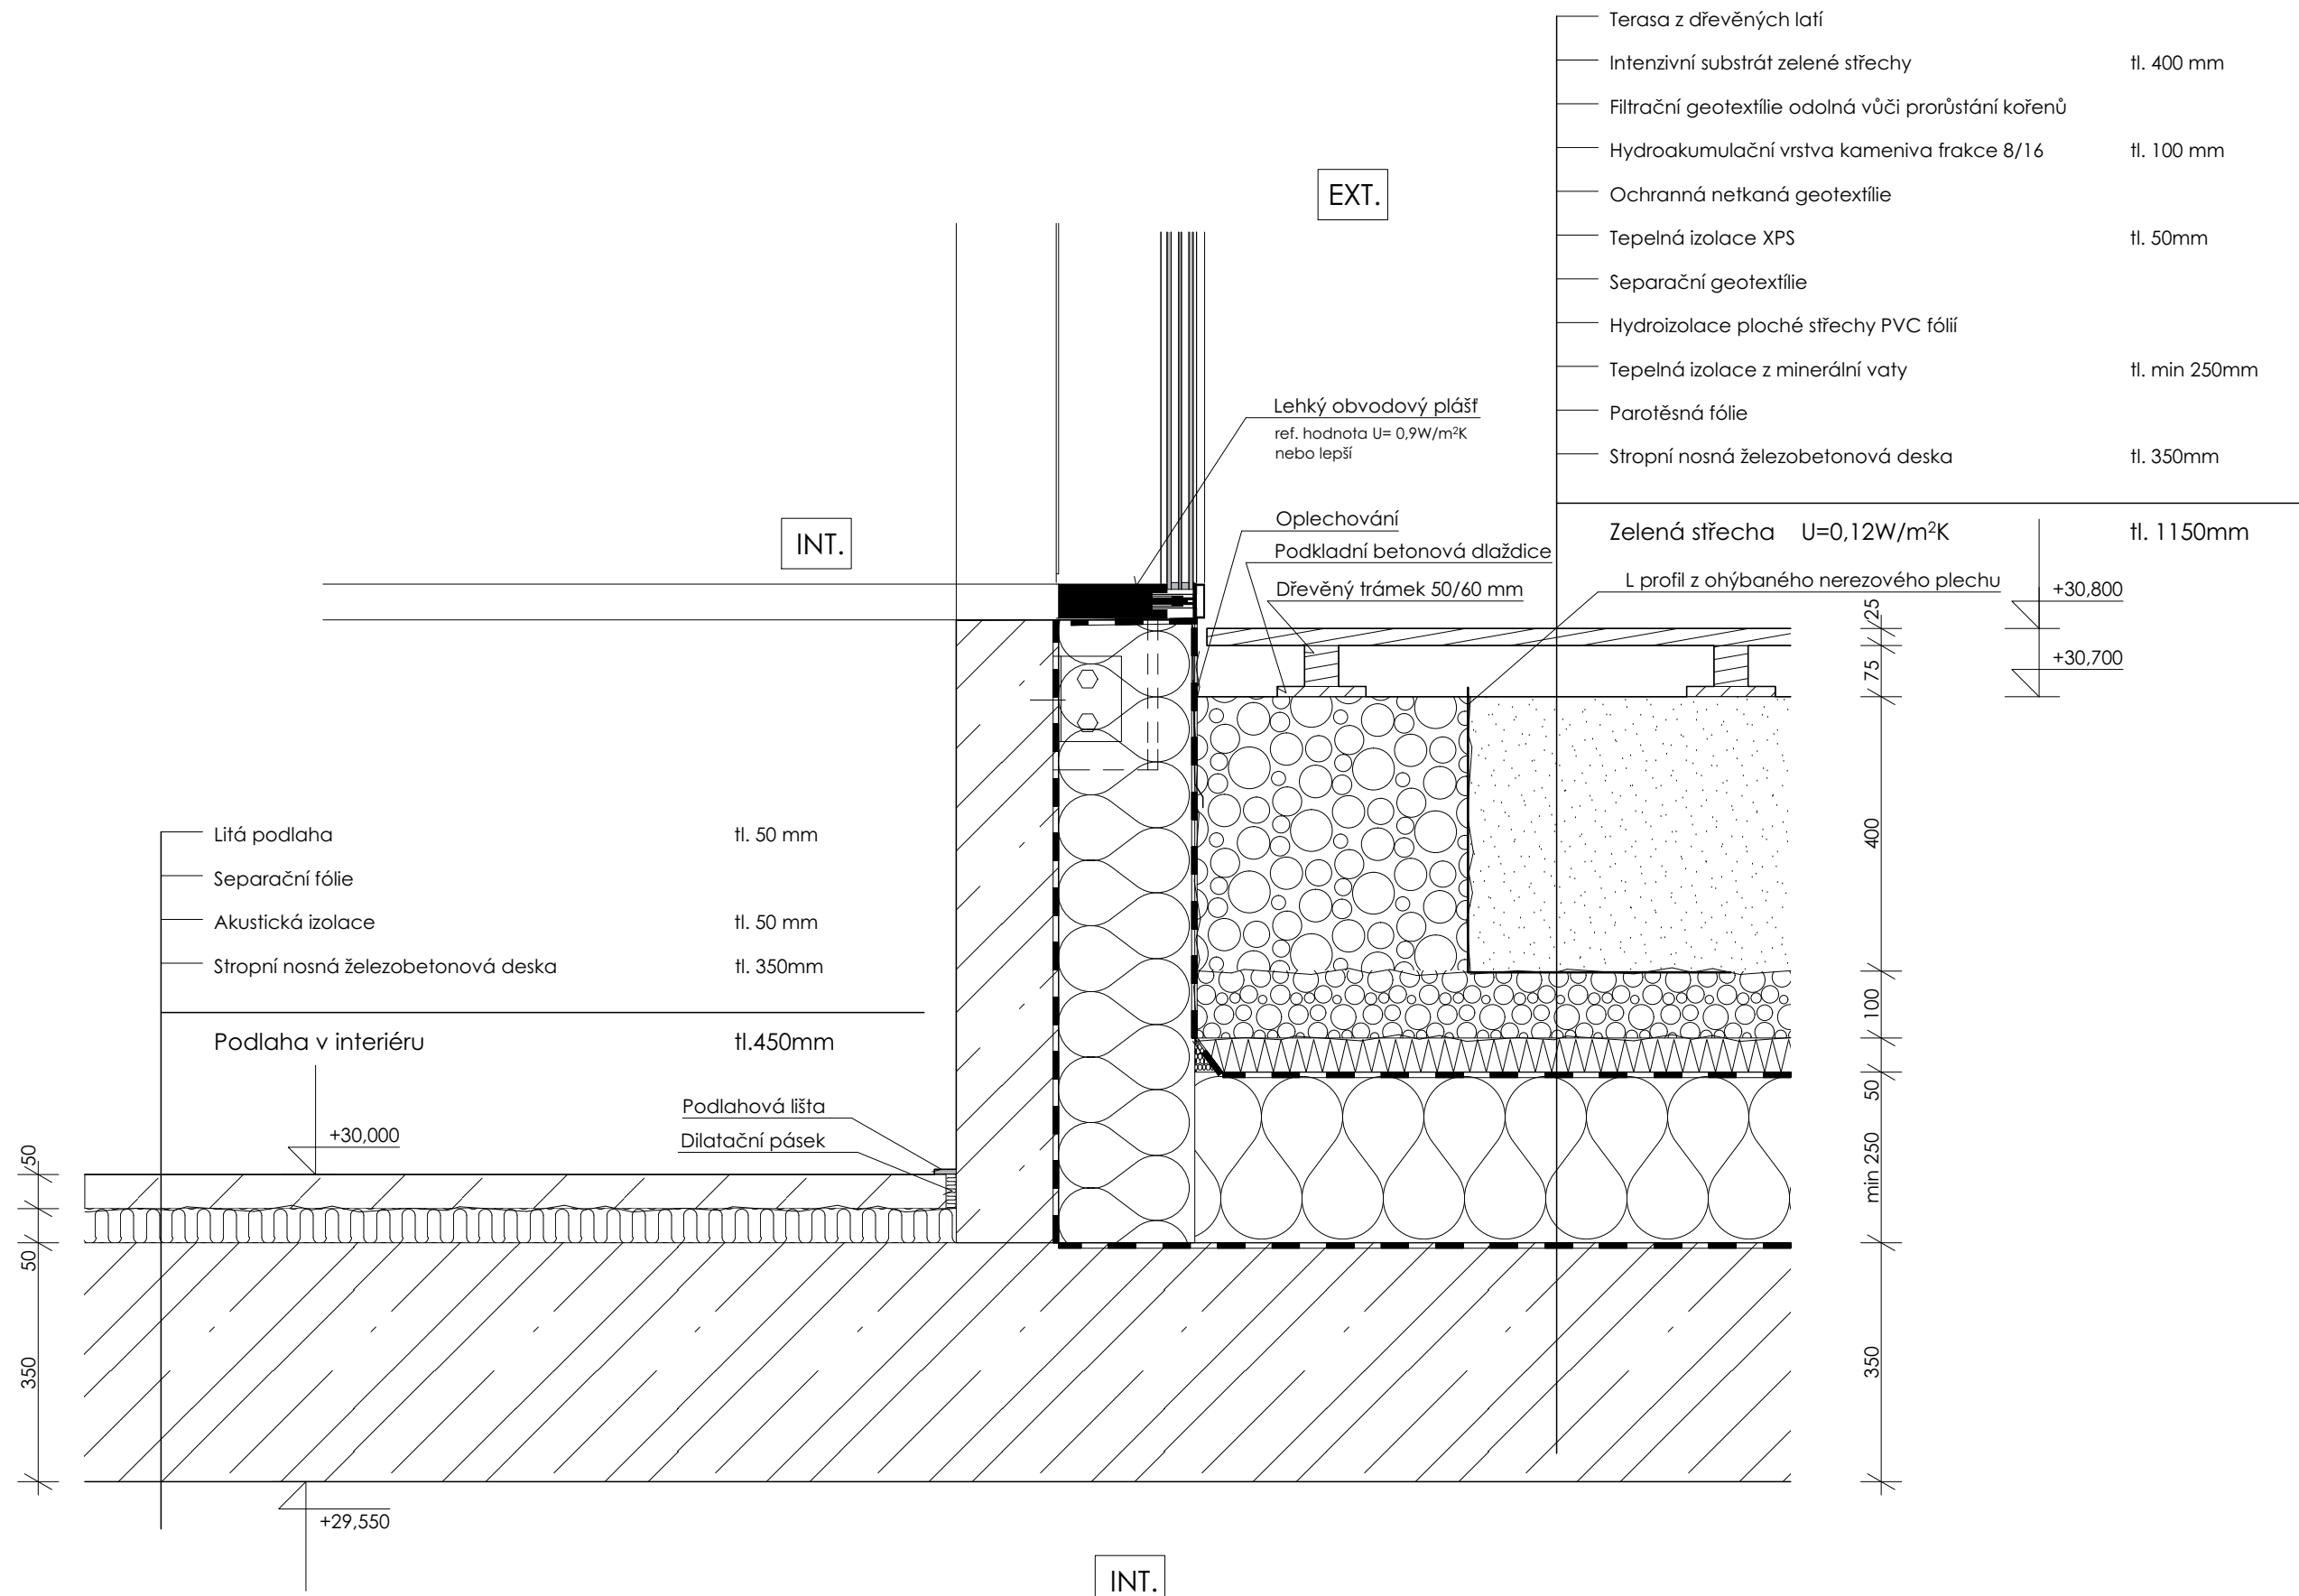 Terasa z dřevěných latí
Intenzivní substrát zelené střechy tl. 400 mm
Filtrační geotextílie odolná vůči prorůstání kořenů
Hydroakumulační vrstva kameniva frakce 8/16 tl. 100 mm
Ochranná netkaná geotextílie
Tepelná izolace XPS tl. 50mm
Separační geotextílie
Hydroizolace ploché střechy PVC fólií
Tepelná izolace z minerální vaty tl. min 250mm
Parotěsná fólie
Stropní nosná železobetonová deska tl. 350mm
Zelená střecha U=0,12W/m²K tl. 1150mm
EXT.
Lehký obvodový plášť
ref. hodnota U= 0,9W/m²K
nebo lepší
INT.
Oplechování
Podkladní betonová dlaždice
Dřevěný trámek 50/60 mm
L profil z ohýbaného nerezového plechu
+30,800
+30,700
25
75
400
100
50
min 250
350
Litá podlaha tl. 50 mm
Separační fólie
Akustická izolace tl. 50 mm
Stropní nosná železobetonová deska tl. 350mm
Podlaha v interiéru tl.450mm
Podlahová lišta
Dilatační pásek
+30,000
50
50
350
+29,550
INT.